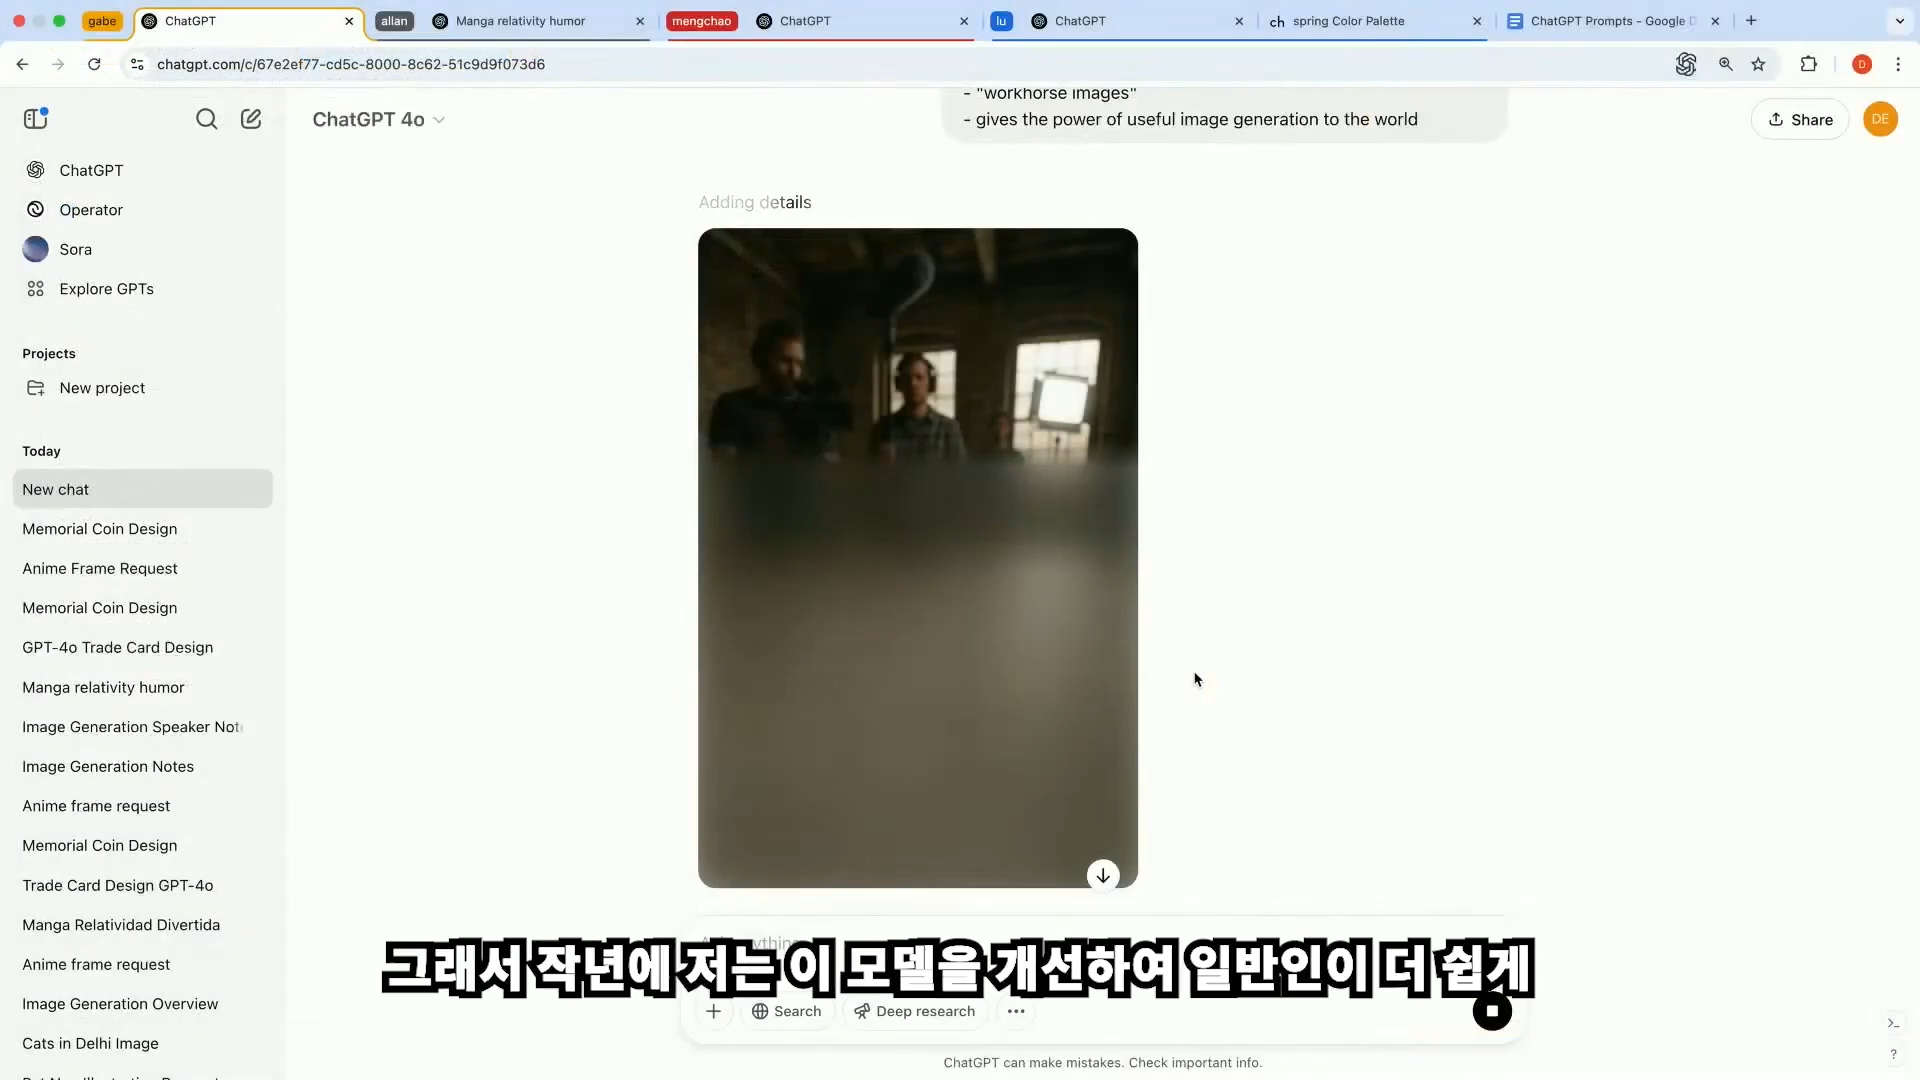 gabe
ChatGPT
allan
Manga relativity humor
mengchao
ChatGPT
lu
ChatGPT
ch
spring Color Palette
ChatGPT Prompts - Google D
chatgpt.com/c/67e2ef77-cd5c-8000-8c62-51c9d9f073d6
D
ChatGPT 4o
- "workhorse images"
- gives the power of useful image generation to the world
Share
DE
ChatGPT
Operator
Sora
Explore GPTs
Projects
New project
Today
New chat
Memorial Coin Design
Anime Frame Request
Memorial Coin Design
GPT-4o Trade Card Design
Manga relativity humor
Image Generation Speaker Not
Image Generation Notes
Anime frame request
Memorial Coin Design
Trade Card Design GPT-4o
Manga Relatividad Divertida
Anime frame request
Image Generation Overview
Cats in Delhi Image
Adding details
그래서 작년에 저는 이 모델을 개선하여 일반인이 더 쉽게
Search
Deep research
ChatGPT can make mistakes. Check important info.